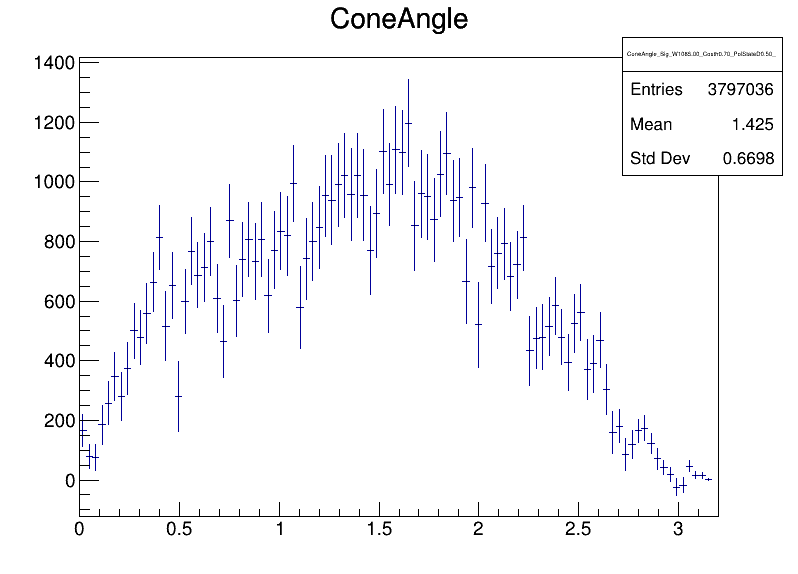 ConeAngle
ConeAngle_Sig_W1085.00_Costh0.70_PolStateD0.50_
Entries 3797036
Mean 1.425
Std Dev 0.6698
1400
1200
1000
800
600
400
200
0
0 0.5 1 1.5 2 2.5 3